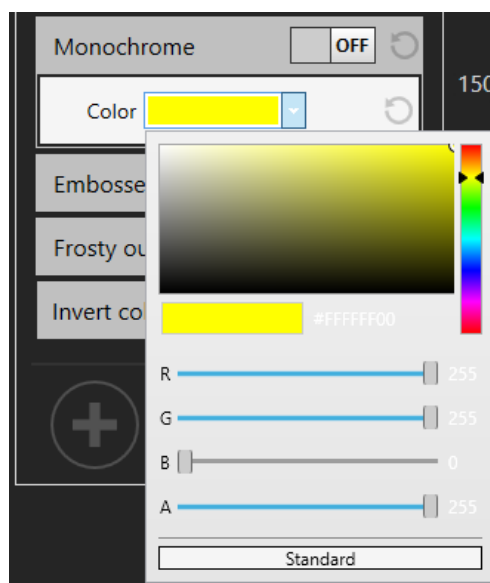 Monochrome OFF
150
Color
Embosse
Frosty ou
Invert co
#FFFFFF00
R 255
G 255
B 0
A 255
Standard